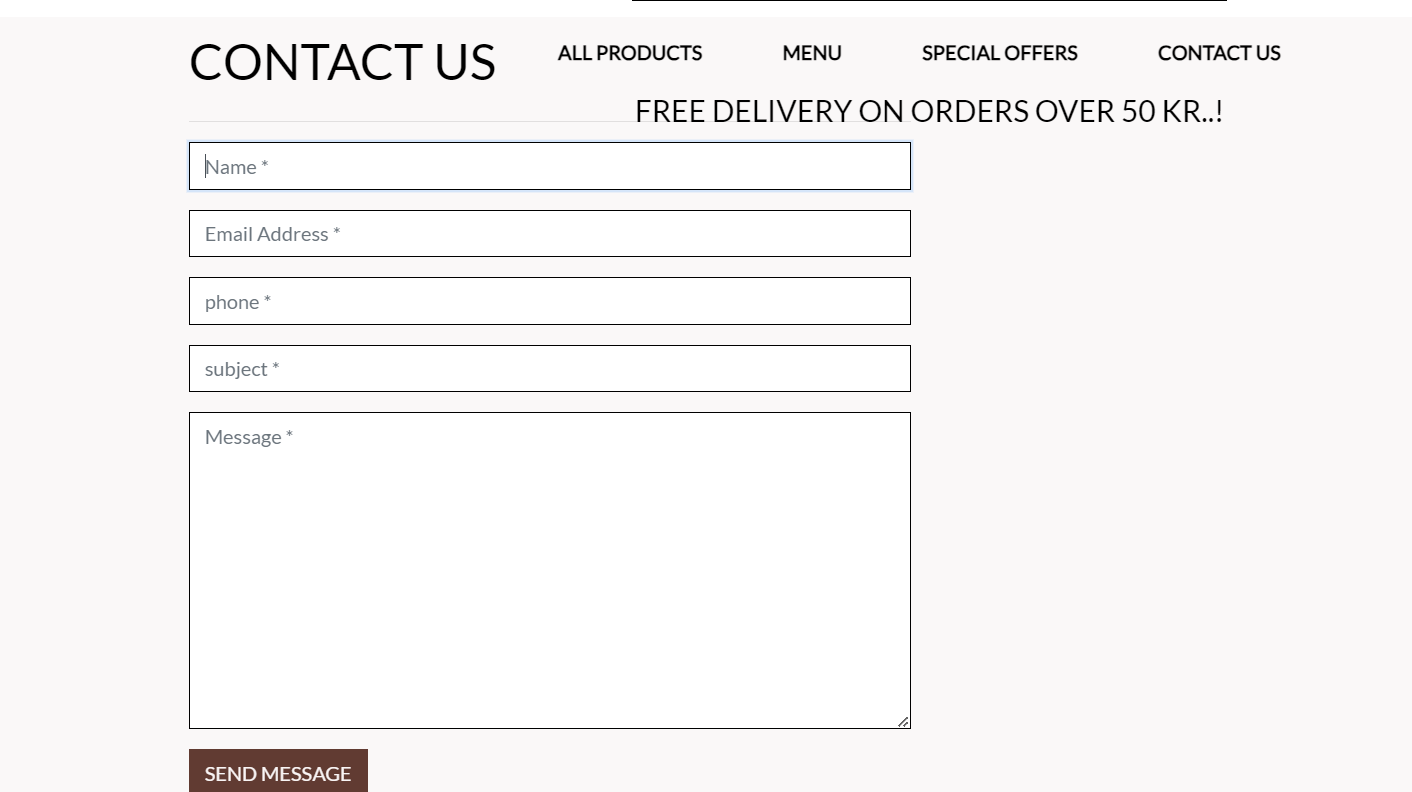 CONTACT US
ALL PRODUCTS MENU SPECIAL OFFERS CONTACT US
FREE DELIVERY ON ORDERS OVER 50 KR..!
Name *
Email Address *
phone *
subject *
Message *
SEND MESSAGE